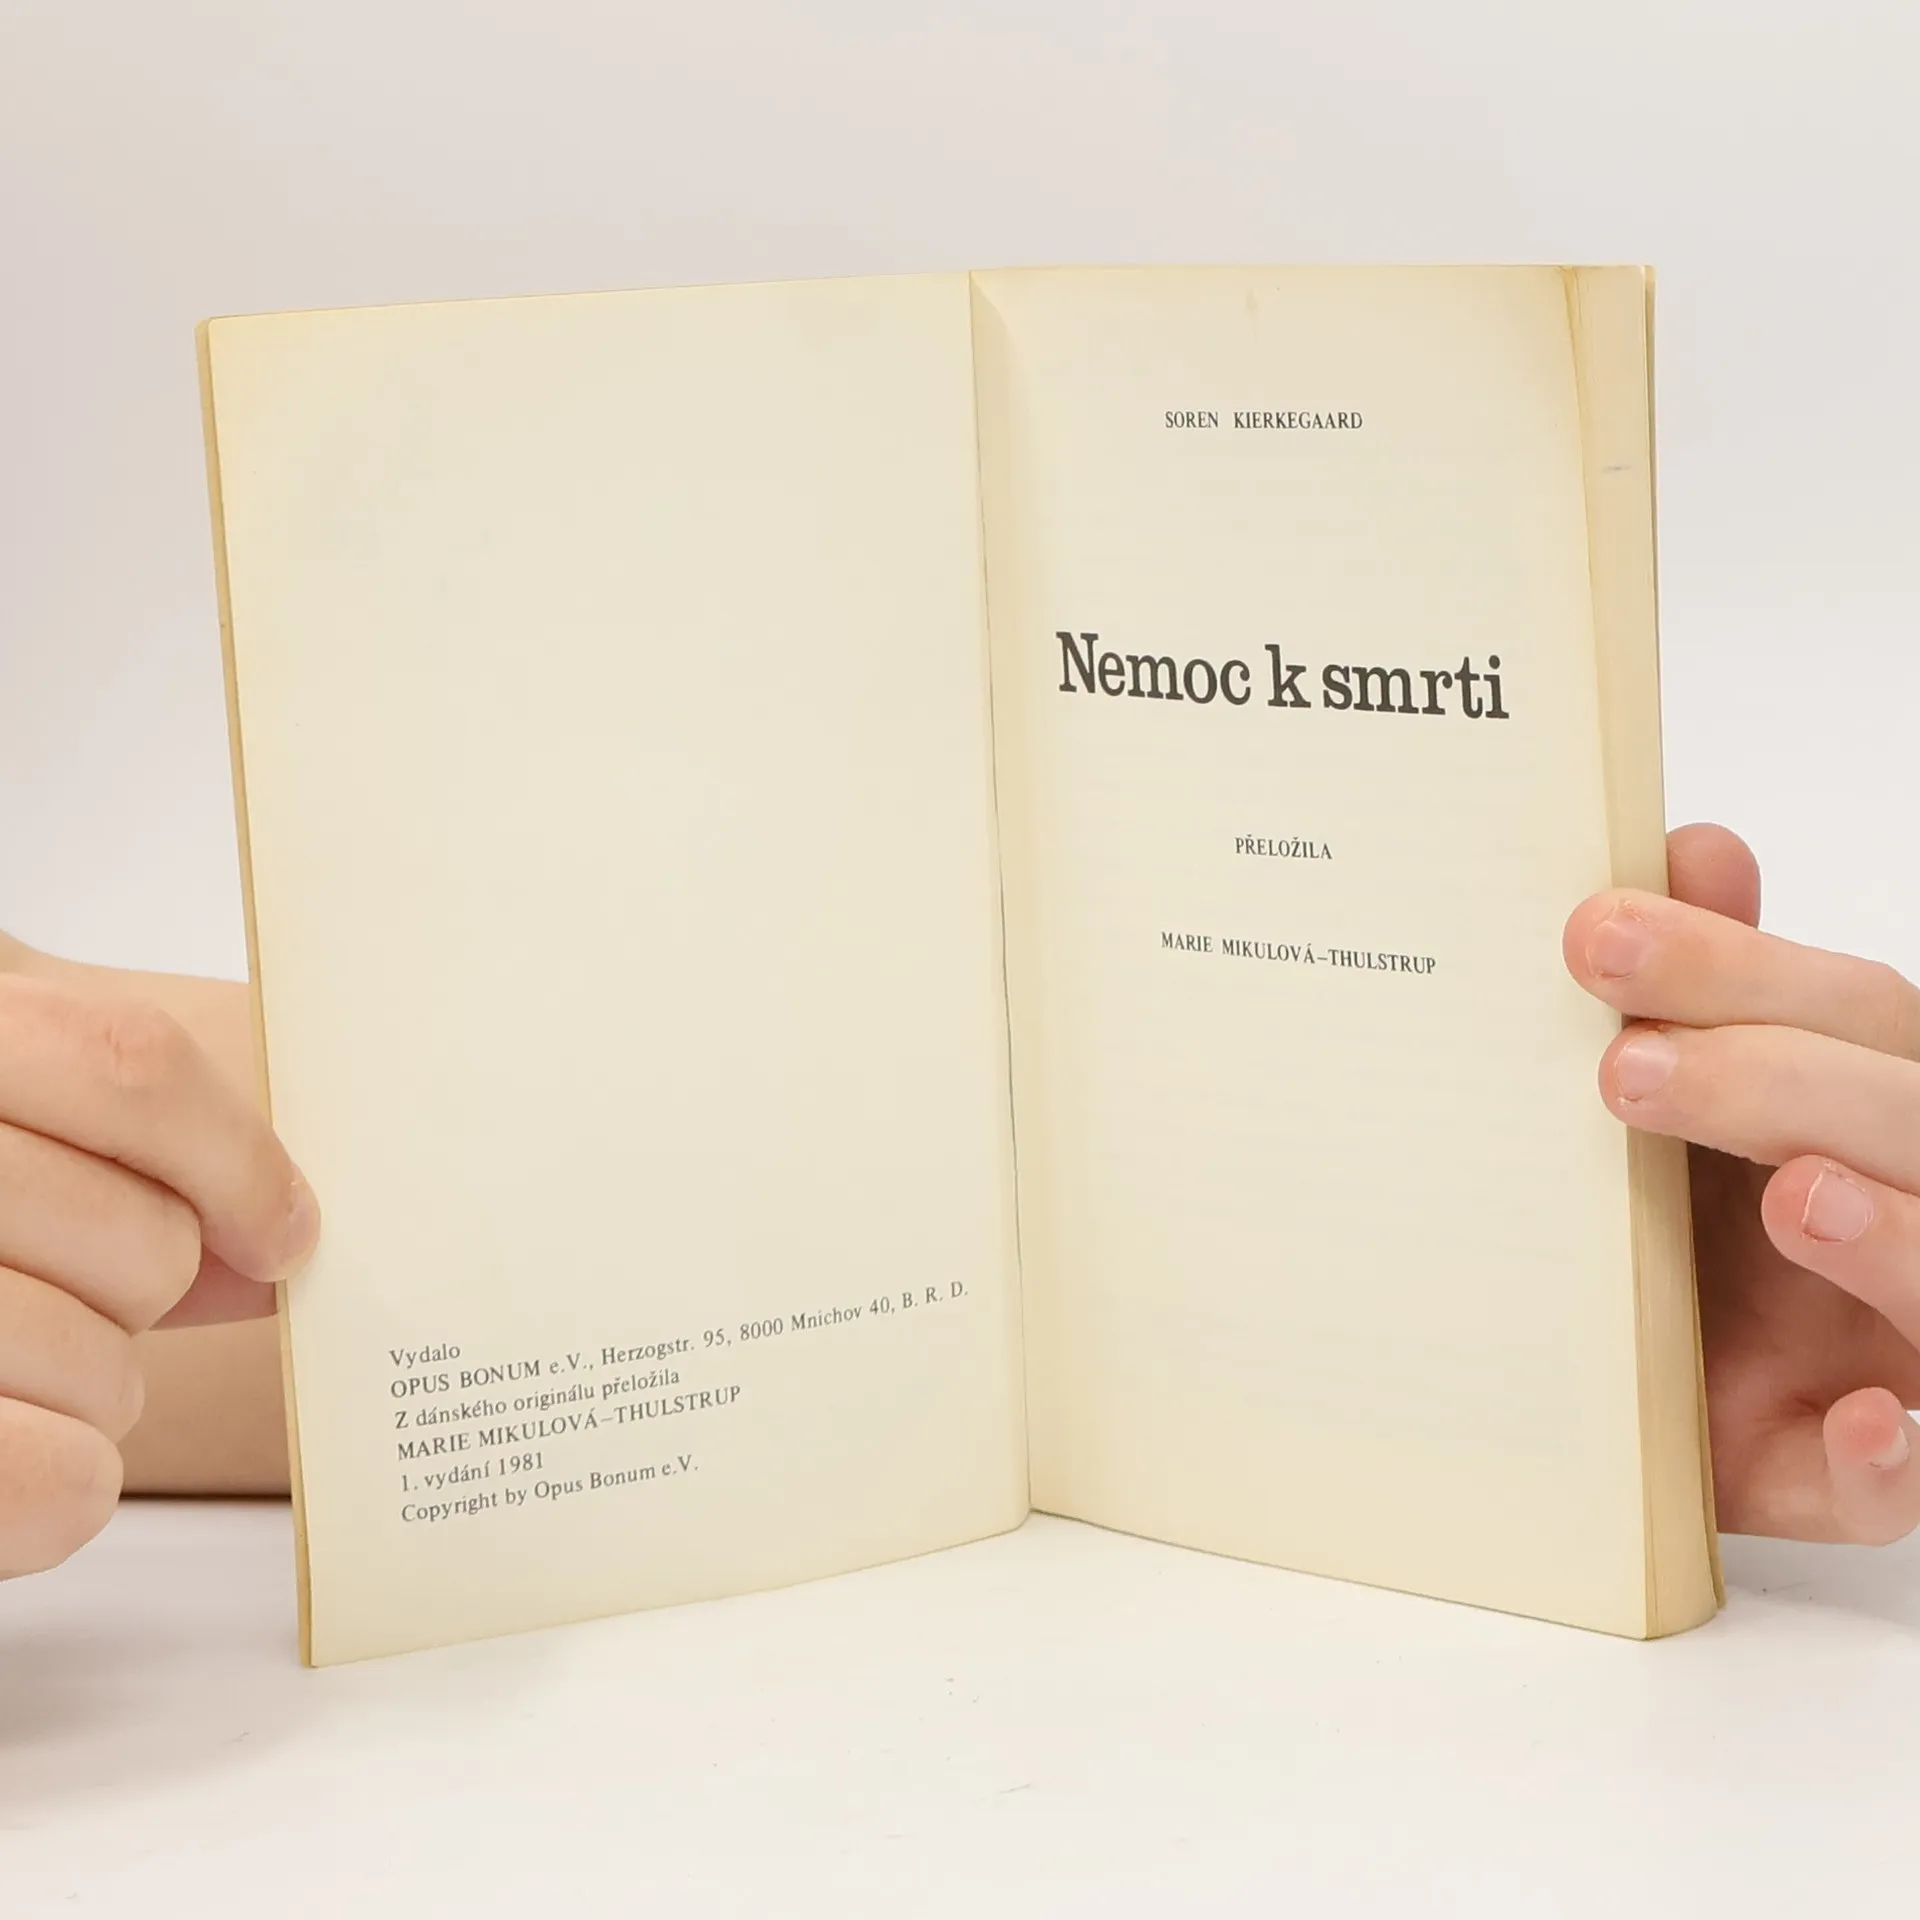 Vydalo
OPUS BONUM e.V., Herzogstr. 95, 8000 Mnichov 40, B. R. D.
Z dánského originálu přeložila
MARIE MIKULOVÁ–THULSTRUP
1. vydání 1981
Copyright by Opus Bonum e.V.
SOREN KIERKEGAARD
Nemoc k smrti
PŘELOŽILA
MARIE MIKULOVÁ–THULSTRUP